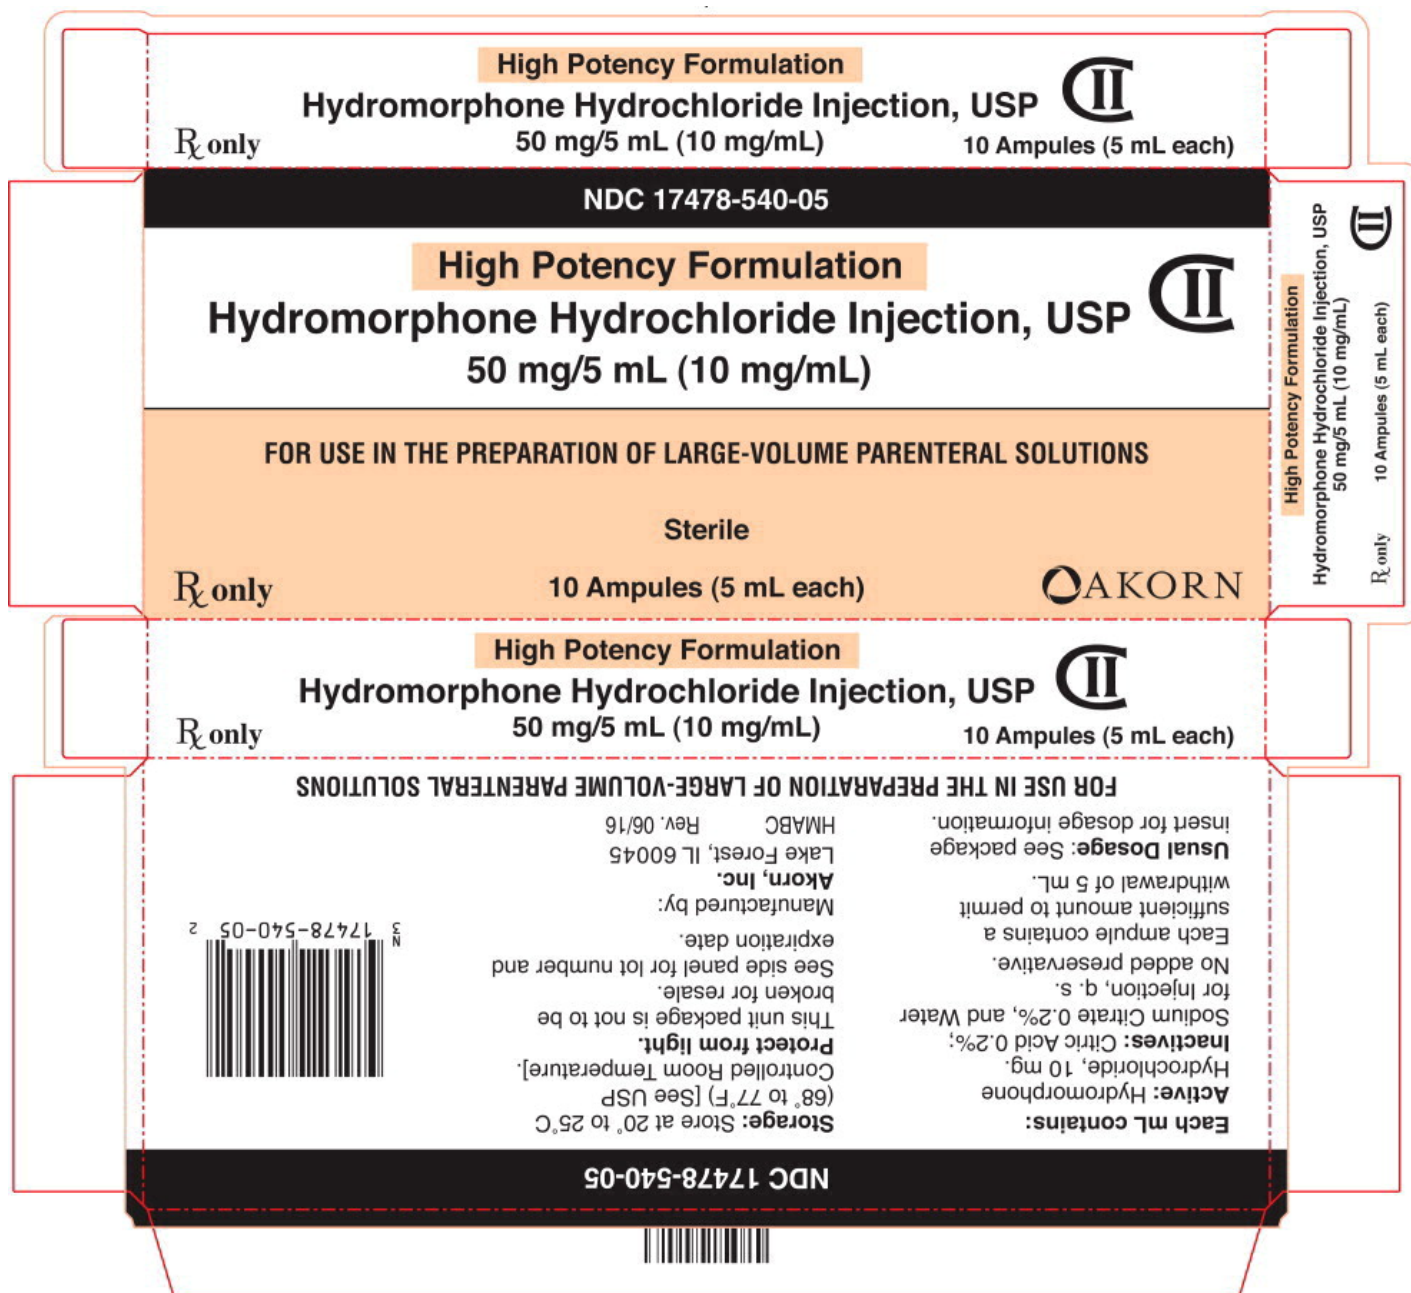 High Potency Formulation
Hydromorphone Hydrochloride Injection, USP CII
Rx only 50 mg/5 mL (10 mg/mL) 10 Ampules (5 mL each)
NDC 17478-540-05
High Potency Formulation
Hydromorphone Hydrochloride Injection, USP CII
50 mg/5 mL (10 mg/mL)
FOR USE IN THE PREPARATION OF LARGE-VOLUME PARENTERAL SOLUTIONS
Sterile
Rx only 10 Ampules (5 mL each) AKORN
High Potency Formulation
Hydromorphone Hydrochloride Injection, USP CII
50 mg/5 mL (10 mg/mL)
Rx only 10 Ampules (5 mL each)
High Potency Formulation
Hydromorphone Hydrochloride Injection, USP CII
Rx only 50 mg/5 mL (10 mg/mL) 10 Ampules (5 mL each)
NDC 17478-540-05
Each mL contains:
Active: Hydromorphone
Hydrochloride, 10 mg.
Inactives: Citric Acid 0.2%;
Sodium Citrate 0.2%, and Water
for Injection, q. s.
No added preservative.
Each ampule contains a
sufficient amount to permit
withdrawal of 5 mL.
Usual Dosage: See package
insert for dosage information.
Storage: Store at 20° to 25°C
(68° to 77°F) [See USP
Controlled Room Temperature].
Protect from light.
This unit package is not to be
broken for resale.
See side panel for lot number and
expiration date.
Manufactured by:
Akorn, Inc.
Lake Forest, IL 60045
HMABC Rev. 06/16
N
3 17478-540-05 2
FOR USE IN THE PREPARATION OF LARGE-VOLUME PARENTERAL SOLUTIONS